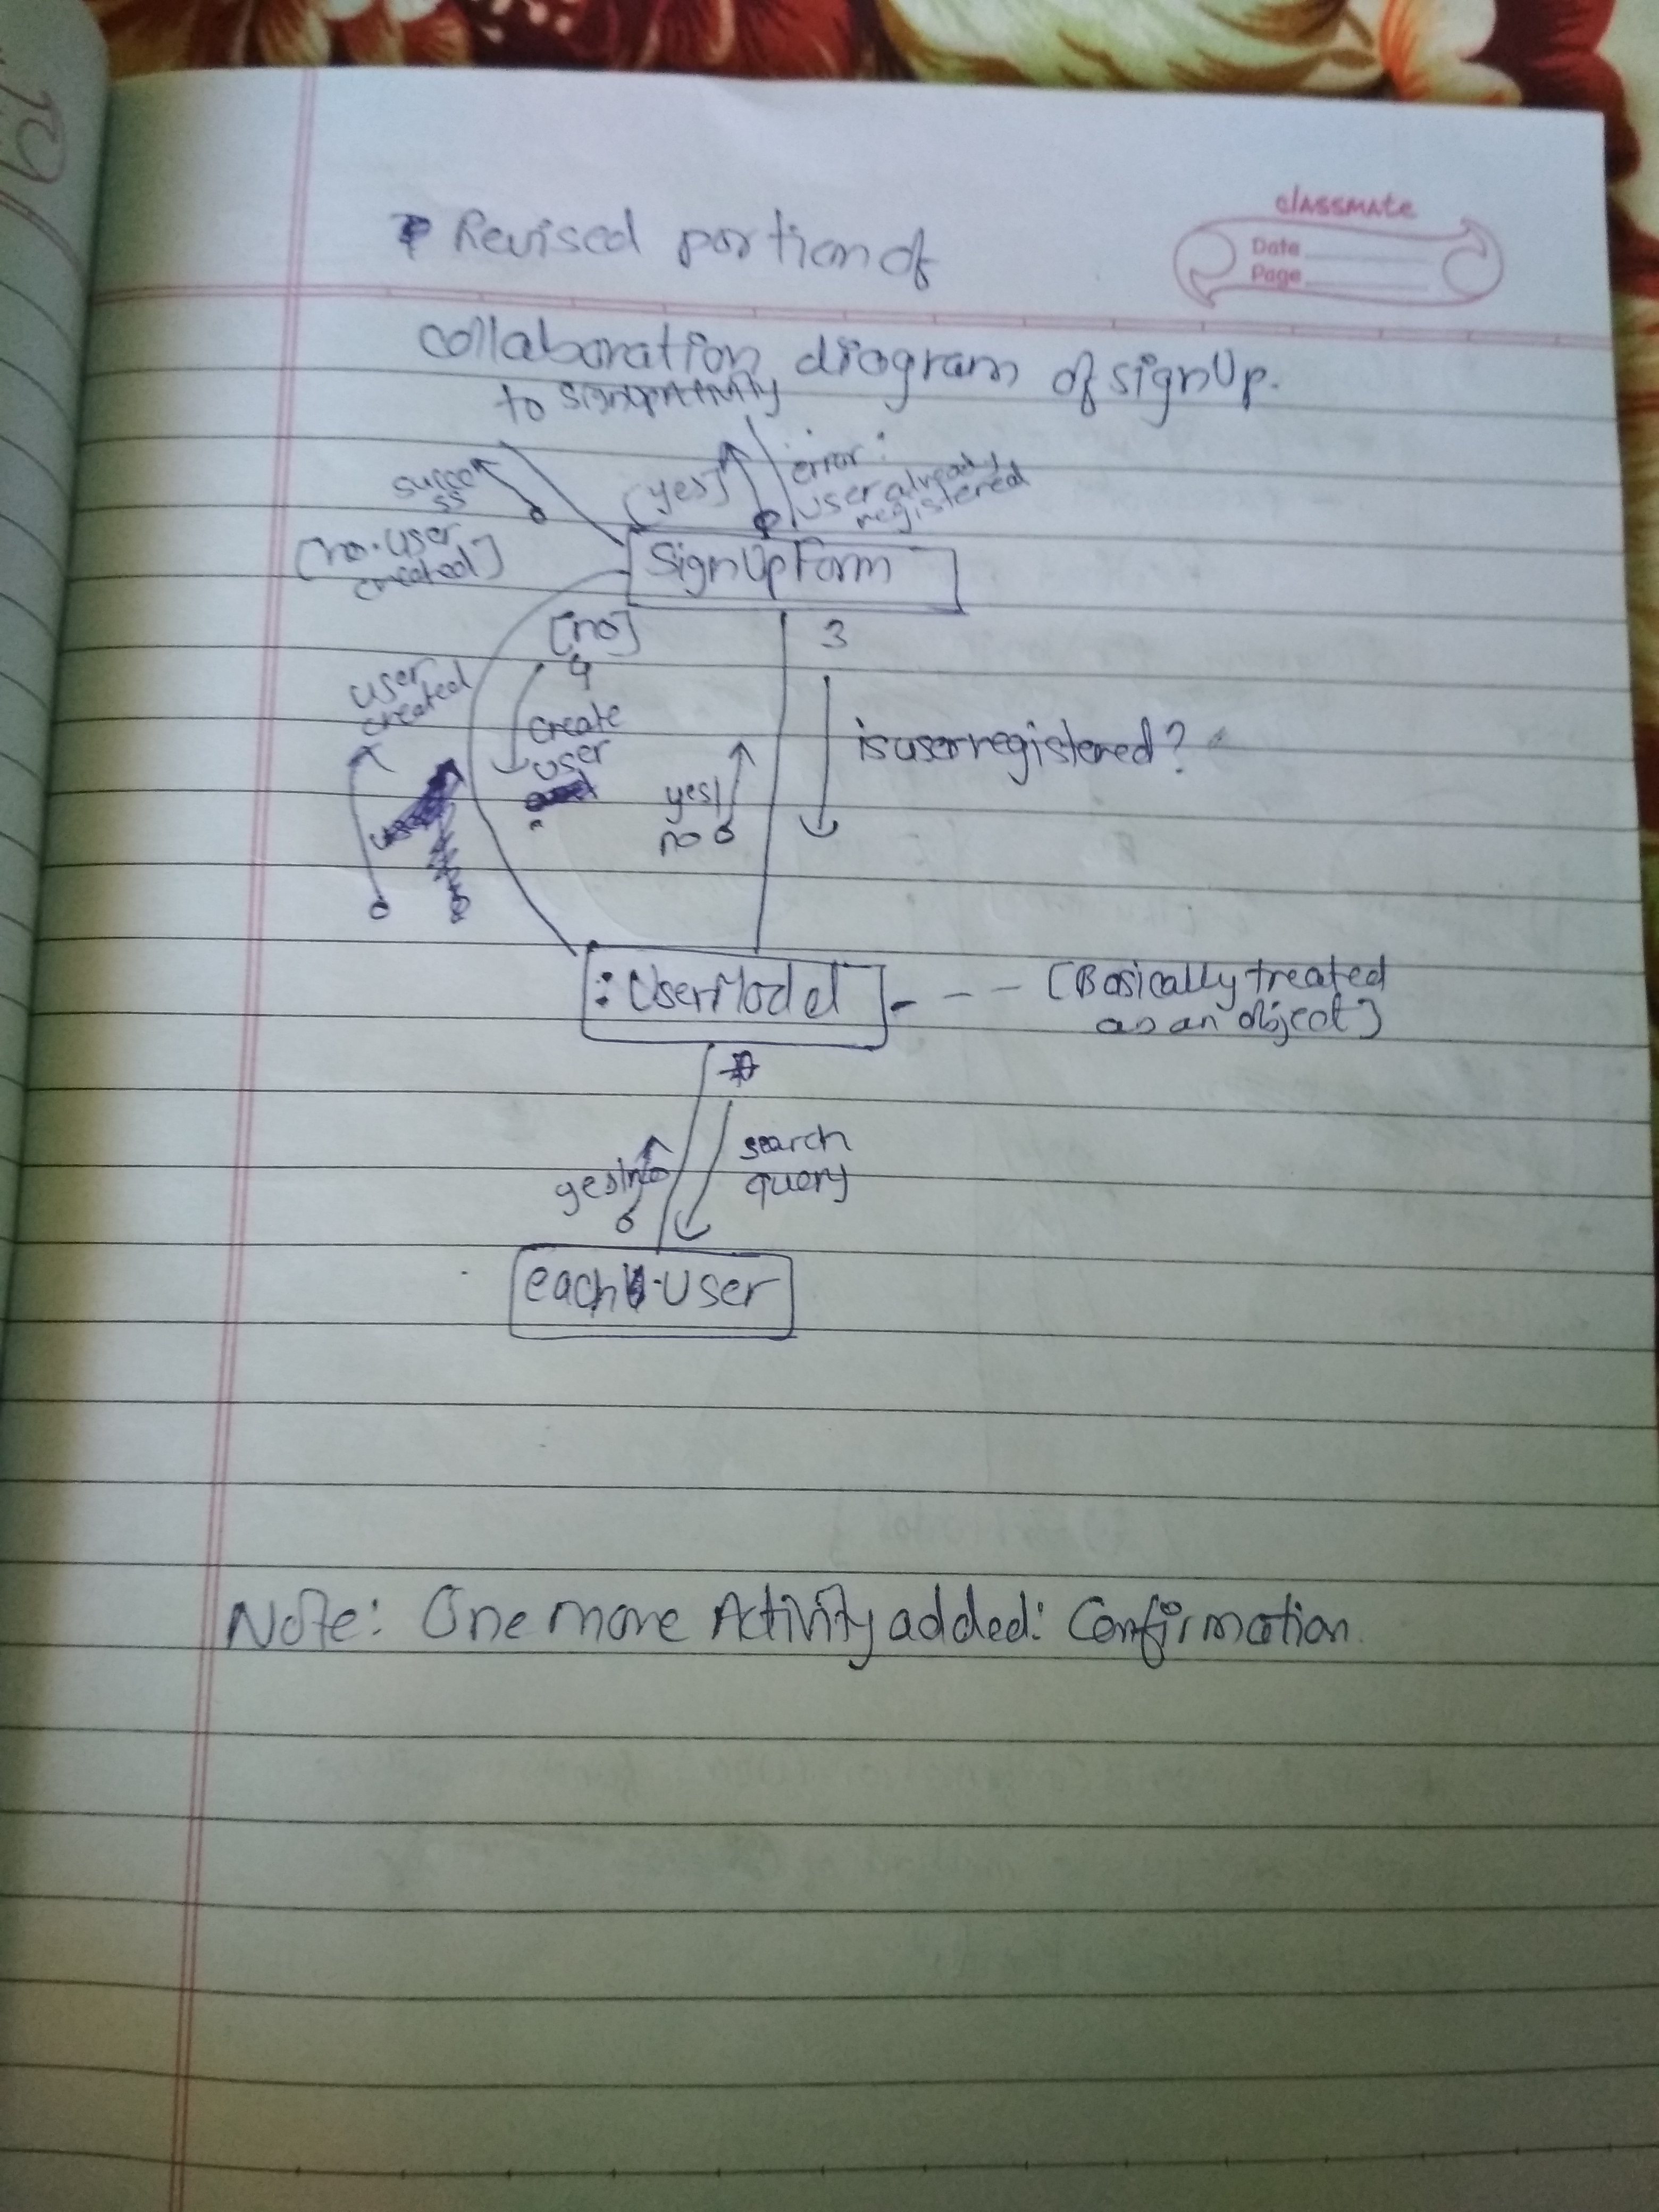 classmate
Date
Page
Revised portion of
collaboration diagram of signUp.
to signupActivity
succe
ss
[yes]
error:
user already
registered
[no. user
created]
SignUpForm
[no]
3
4
user
created
create
user
isuserregistered?
yes/
no
:UserModel
[Basically treated
as an object]
search
query
yes/no
each
User
Note: One more Activity added: Confirmation.